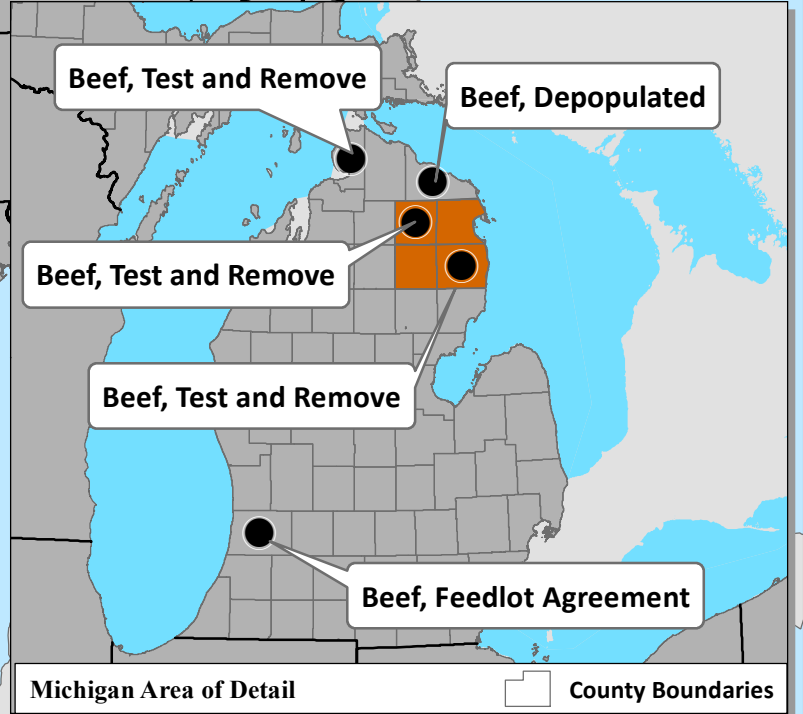 Beef, Test and Remove
Beef, Depopulated
Beef, Test and Remove
Beef, Test and Remove
Beef, Feedlot Agreement
Michigan Area of Detail
County Boundaries